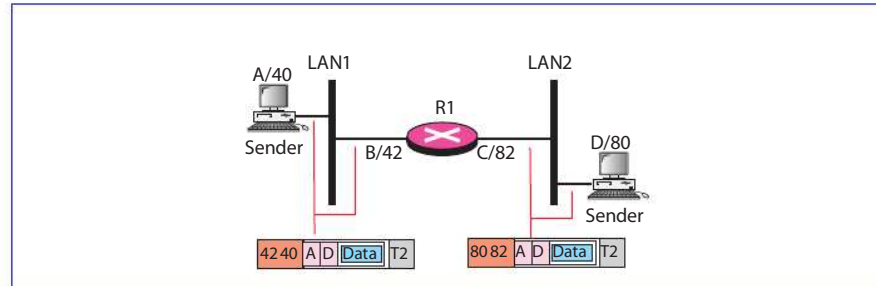 LAN1
LAN2
A/40
R1
Sender
B/42
C/82
D/80
Sender
42 40 A D Data T2
80 82 A D Data T2